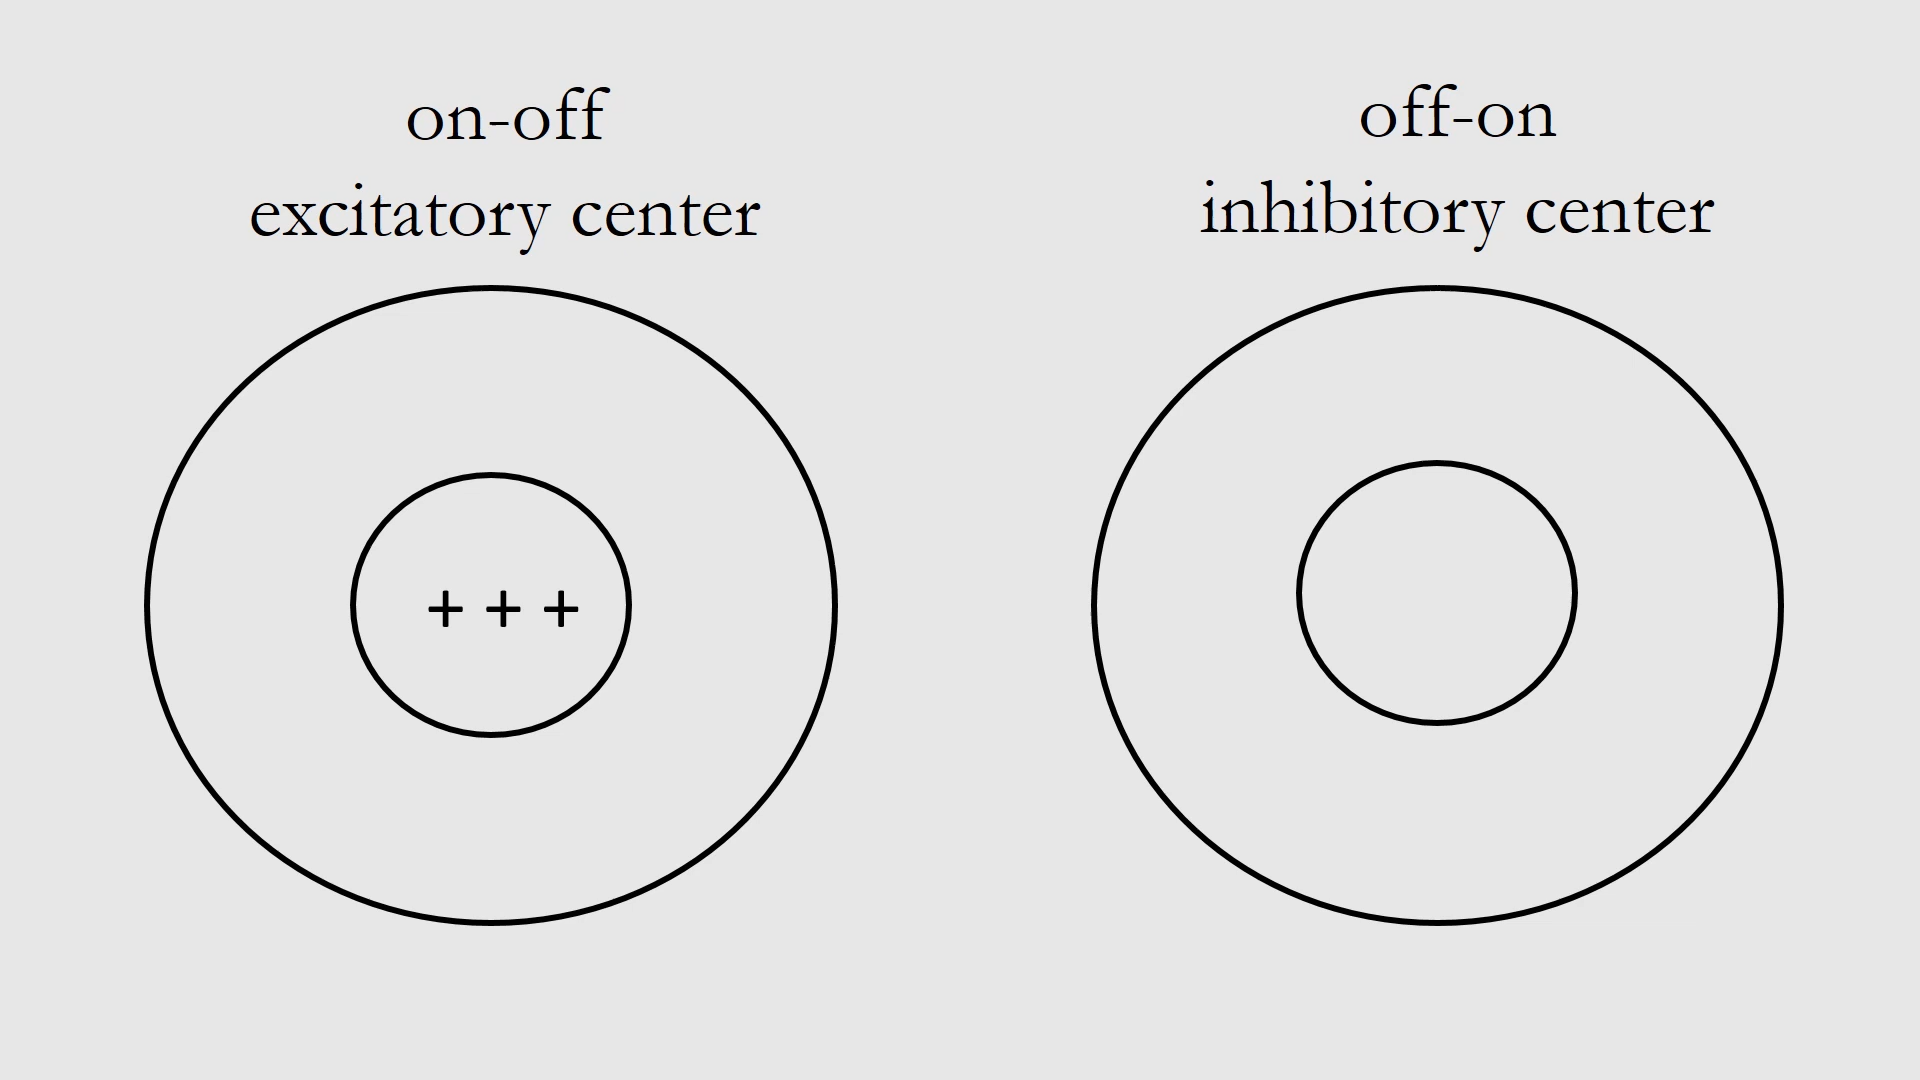 on-off
excitatory center
off-on
inhibitory center
+ + +